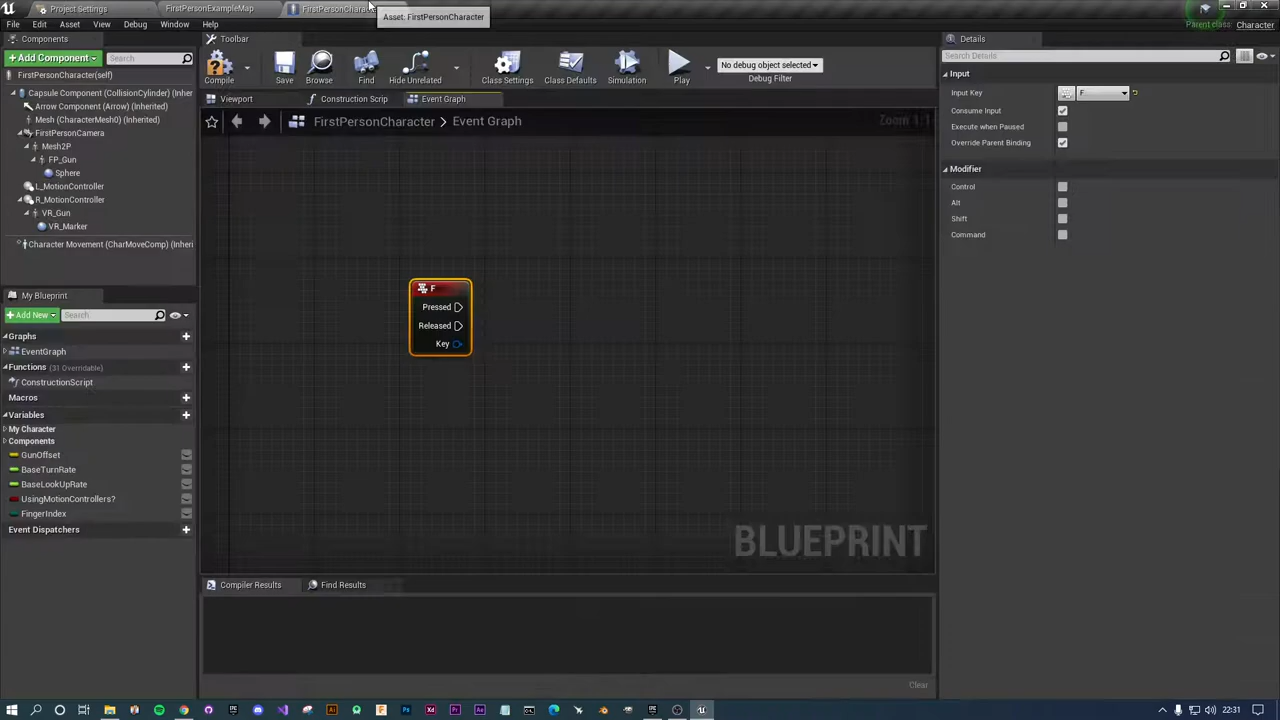 Project Settings
FirstPersonExampleMap
FirstPersonChara
Asset: FirstPersonCharacter
Parent class: Character
File Edit Asset View Debug Window Help
Components
Toolbar
Details
+ Add Component
Search
Compile
Save
Browse
Find
Hide Unrelated
Class Settings
Class Defaults
Simulation
Play
No debug object selected
Debug Filter
Search Details
FirstPersonCharacter(self)
Capsule Component (CollisionCylinder) (Inher
Arrow Component (Arrow) (Inherited)
Mesh (CharacterMesh0) (Inherited)
FirstPersonCamera
Mesh2P
FP_Gun
Sphere
L_MotionController
R_MotionController
VR_Gun
VR_Marker
Character Movement (CharMoveComp) (Inheri
Viewport
Construction Scrip
Event Graph
FirstPersonCharacter > Event Graph
Zoom 1:1
F
Pressed
Released
Key
BLUEPRINT
Input
Input Key F
Consume Input
Execute when Paused
Override Parent Binding
Modifier
Control
Alt
Shift
Command
My Blueprint
+ Add New
Search
Graphs
EventGraph
Functions (31 Overridable)
ConstructionScript
Macros
Variables
My Character
Components
GunOffset
BaseTurnRate
BaseLookUpRate
UsingMotionControllers?
FingerIndex
Event Dispatchers
Compiler Results
Find Results
Clear
22:31